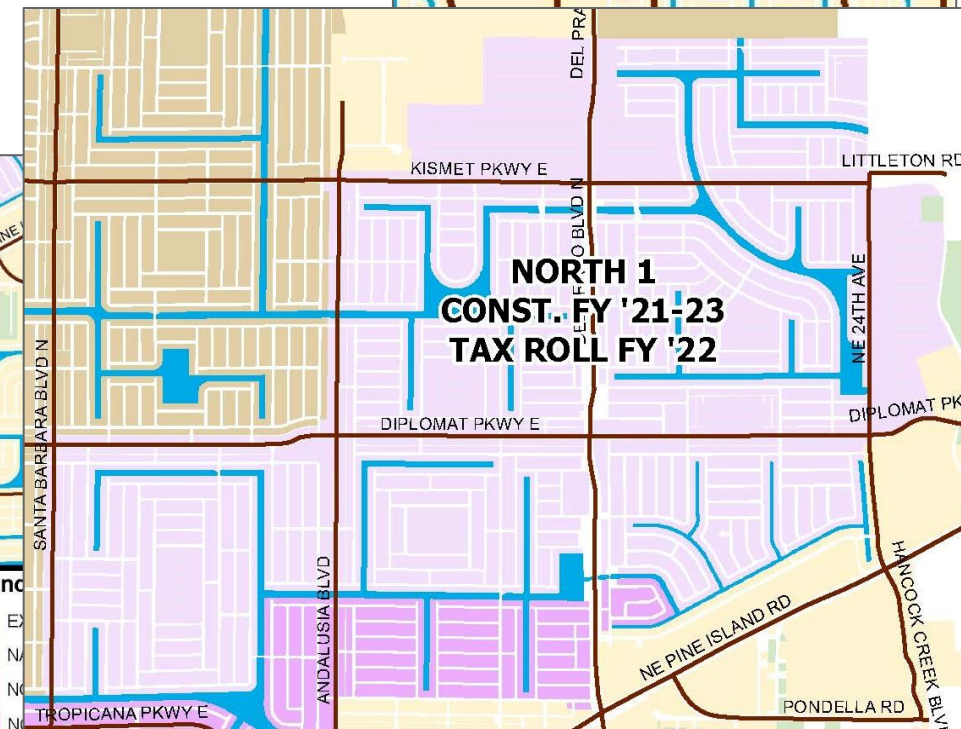 DEL PRA
KISMET PKWY E
LITTLETON RD
NORTH 1
CONST. FY '21-23
TAX ROLL FY '22
BLVD N
NE 24TH AVE
SANTA BARBARA BLVD N
DIPLOMAT PKWY E
DIPLOMAT PK
ANDALUSIA BLVD
HANCOCK CREEK BLV
NE PINE ISLAND RD
TROPICANA PKWY E
PONDELLA RD